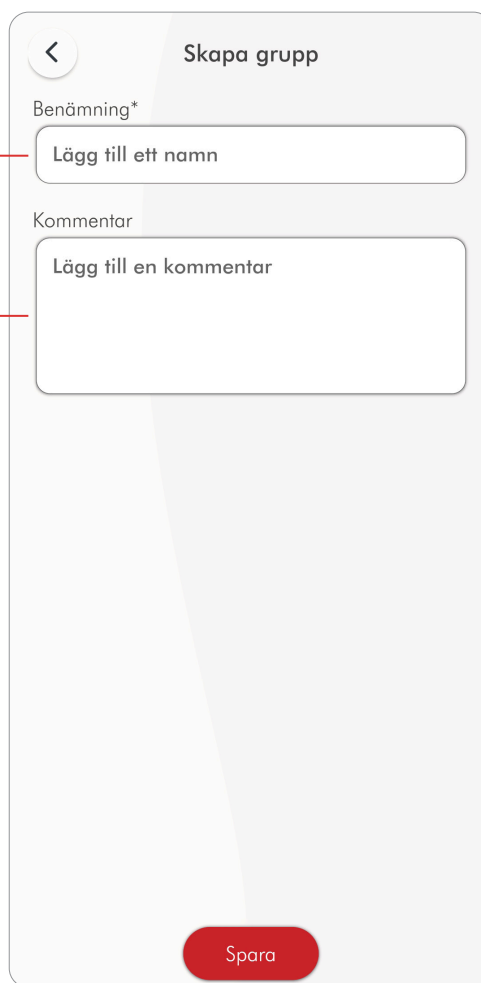 Skapa grupp
Benämning*
Lägg till ett namn
Kommentar
Lägg till en kommentar
Spara